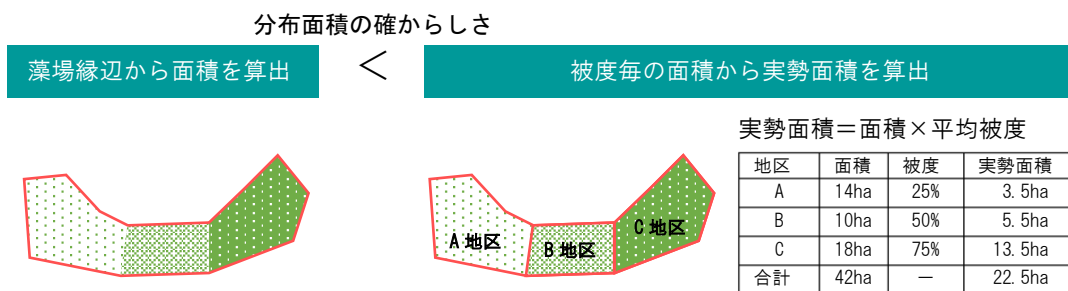 分布面積の確からしさ
藻場縁辺から面積を算出 < 被度毎の面積から実勢面積を算出
実勢面積＝面積×平均被度
地区 面積 被度 実勢面積
A 14ha 25% 3.5ha
B 10ha 50% 5.5ha
C 18ha 75% 13.5ha
合計 42ha － 22.5ha
A地区
B地区
C地区